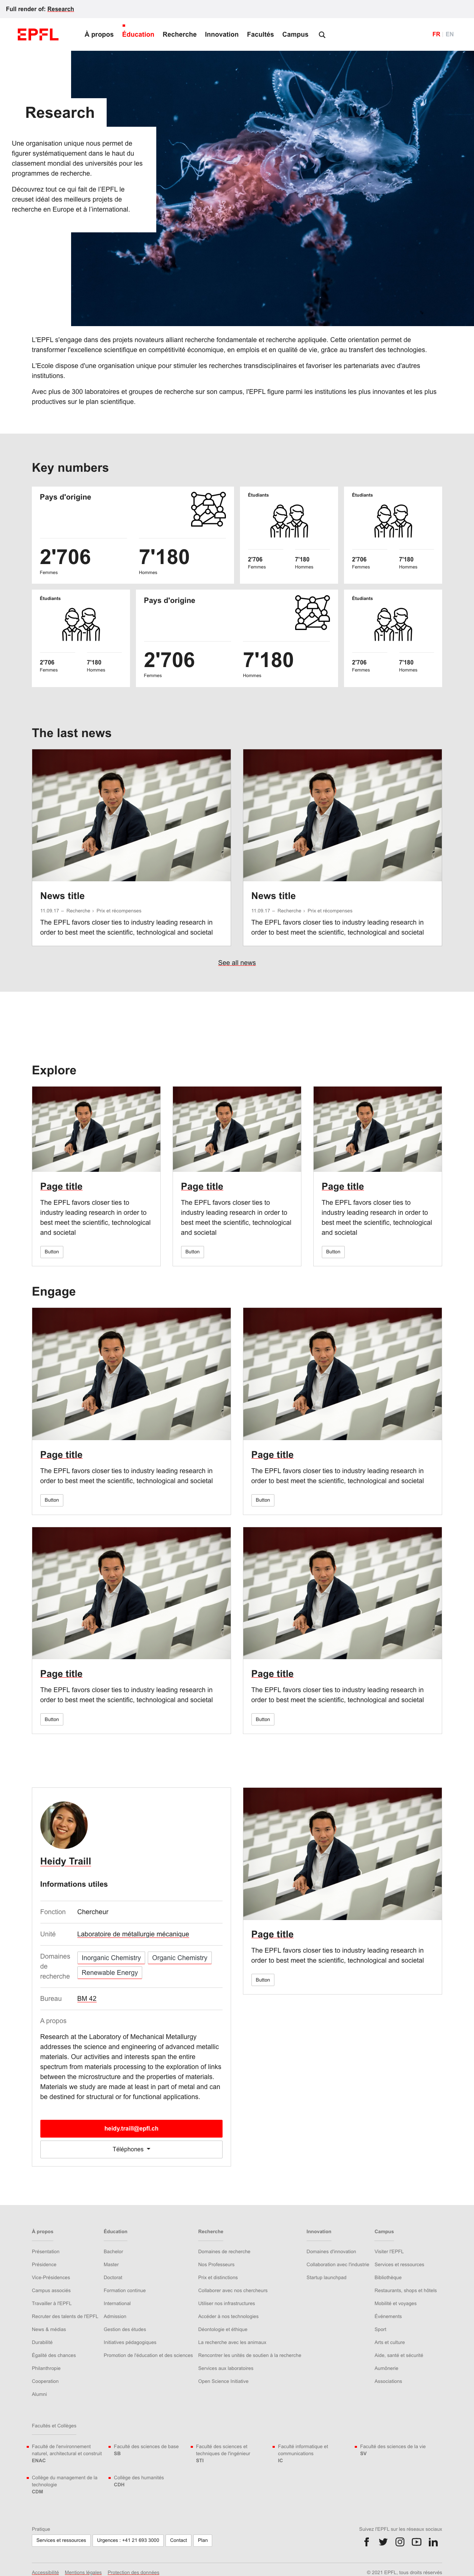 Full render of: Research
EPFL
À propos
Éducation
Recherche
Innovation
Facultés
Campus
FR
EN
Research
Une organisation unique nous permet de
figurer systématiquement dans le haut du
classement mondial des universités pour les
programmes de recherche.
Découvrez tout ce qui fait de l'EPFL le
creuset idéal des meilleurs projets de
recherche en Europe et à l'international.
L'EPFL s'engage dans des projets novateurs alliant recherche fondamentale et recherche appliquée. Cette orientation permet de
transformer l'excellence scientifique en compétitivité économique, en emplois et en qualité de vie, grâce au transfert des technologies.
L'Ecole dispose d'une organisation unique pour stimuler les recherches transdisciplinaires et favoriser les partenariats avec d'autres
institutions.
Avec plus de 300 laboratoires et groupes de recherche sur son campus, l'EPFL figure parmi les institutions les plus innovantes et les plus
productives sur le plan scientifique.
Key numbers
Pays d'origine
2'706
Femmes
7'180
Hommes
Étudiants
2'706
Femmes
7'180
Hommes
Étudiants
2'706
Femmes
7'180
Hommes
Étudiants
2'706
Femmes
7'180
Hommes
Pays d'origine
2'706
Femmes
7'180
Hommes
Étudiants
2'706
Femmes
7'180
Hommes
The last news
News title
11.09.17 – Recherche - Prix et récompenses
The EPFL favors closer ties to industry leading research in
order to best meet the scientific, technological and societal
News title
11.09.17 – Recherche - Prix et récompenses
The EPFL favors closer ties to industry leading research in
order to best meet the scientific, technological and societal
See all news
Explore
Page title
The EPFL favors closer ties to
industry leading research in order to
best meet the scientific, technological
and societal
Button
Page title
The EPFL favors closer ties to
industry leading research in order to
best meet the scientific, technological
and societal
Button
Page title
The EPFL favors closer ties to
industry leading research in order to
best meet the scientific, technological
and societal
Button
Engage
Page title
The EPFL favors closer ties to industry leading research in
order to best meet the scientific, technological and societal
Button
Page title
The EPFL favors closer ties to industry leading research in
order to best meet the scientific, technological and societal
Button
Page title
The EPFL favors closer ties to industry leading research in
order to best meet the scientific, technological and societal
Button
Page title
The EPFL favors closer ties to industry leading research in
order to best meet the scientific, technological and societal
Button
Heidy Traill
Informations utiles
Fonction Chercheur
Unité Laboratoire de métallurgie mécanique
Domaines
de
recherche
Inorganic Chemistry Organic Chemistry
Renewable Energy
Bureau BM 42
A propos
Research at the Laboratory of Mechanical Metallurgy
addresses the science and engineering of advanced metallic
materials. Our activities and interests span the entire
spectrum from materials processing to the exploration of links
between the microstructure and the properties of materials.
Materials we study are made at least in part of metal and can
be destined for structural or for functional applications.
heidy.traill@epfl.ch
Téléphones
Page title
The EPFL favors closer ties to industry leading research in
order to best meet the scientific, technological and societal
Button
À propos
Présentation
Présidence
Vice-Présidences
Campus associés
Travailler à l'EPFL
Recruter des talents de l'EPFL
News & médias
Durabilité
Égalité des chances
Philanthropie
Coopération
Alumni
Éducation
Bachelor
Master
Doctorat
Formation continue
International
Admission
Gestion des études
Initiatives pédagogiques
Promotion de l'éducation et des sciences
Recherche
Domaines de recherche
Nos Professeurs
Prix et distinctions
Collaborer avec nos chercheurs
Utiliser nos infrastructures
Accéder à nos technologies
Déontologie et éthique
La recherche avec les animaux
Rencontrer les unités de soutien à la recherche
Services aux laboratoires
l'Open Science Initiative
Innovation
Domaines d'innovation
Collaboration avec l'industrie
Startup launchpad
Campus
Visiter l'EPFL
Services et ressources
Bibliothèque
Restaurants, shops et hôtels
Mobilité et voyages
Événements
Sport
Arts et culture
Aide, santé et sécurité
Aumônerie
Associations
Facultés et Collèges
Faculté de l'environnement
naturel, architectural et construit
ENAC
Faculté des sciences de base
SB
Faculté des sciences et
techniques de l'ingénieur
STI
Faculté informatique et
communications
IC
Faculté des sciences de la vie
SV
Collège du management de la
technologie
CDM
Collège des humanités
CDH
Pratique
Services et ressources
Urgences : +41 21 693 3000
Contact
Plan
Suivez l'EPFL sur les réseaux sociaux
Accessibilité
Mentions légales
Protection des données
© 2021 EPFL, tous droits réservés